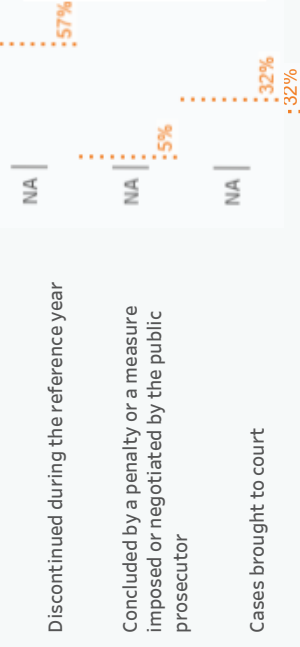 57%
NA
Discontinued during the reference year
5%
NA
Concluded by a penalty or a measure
imposed or negotiated by the public
prosecutor
32%
32%
NA
Cases brought to court